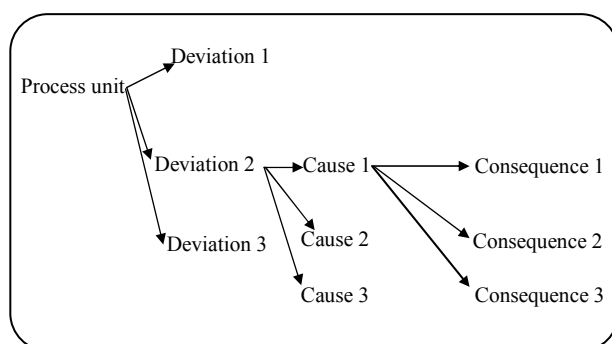 Deviation 1
Process unit
Deviation 2
Cause 1
Consequence 1
Deviation 3
Cause 2
Consequence 2
Cause 3
Consequence 3